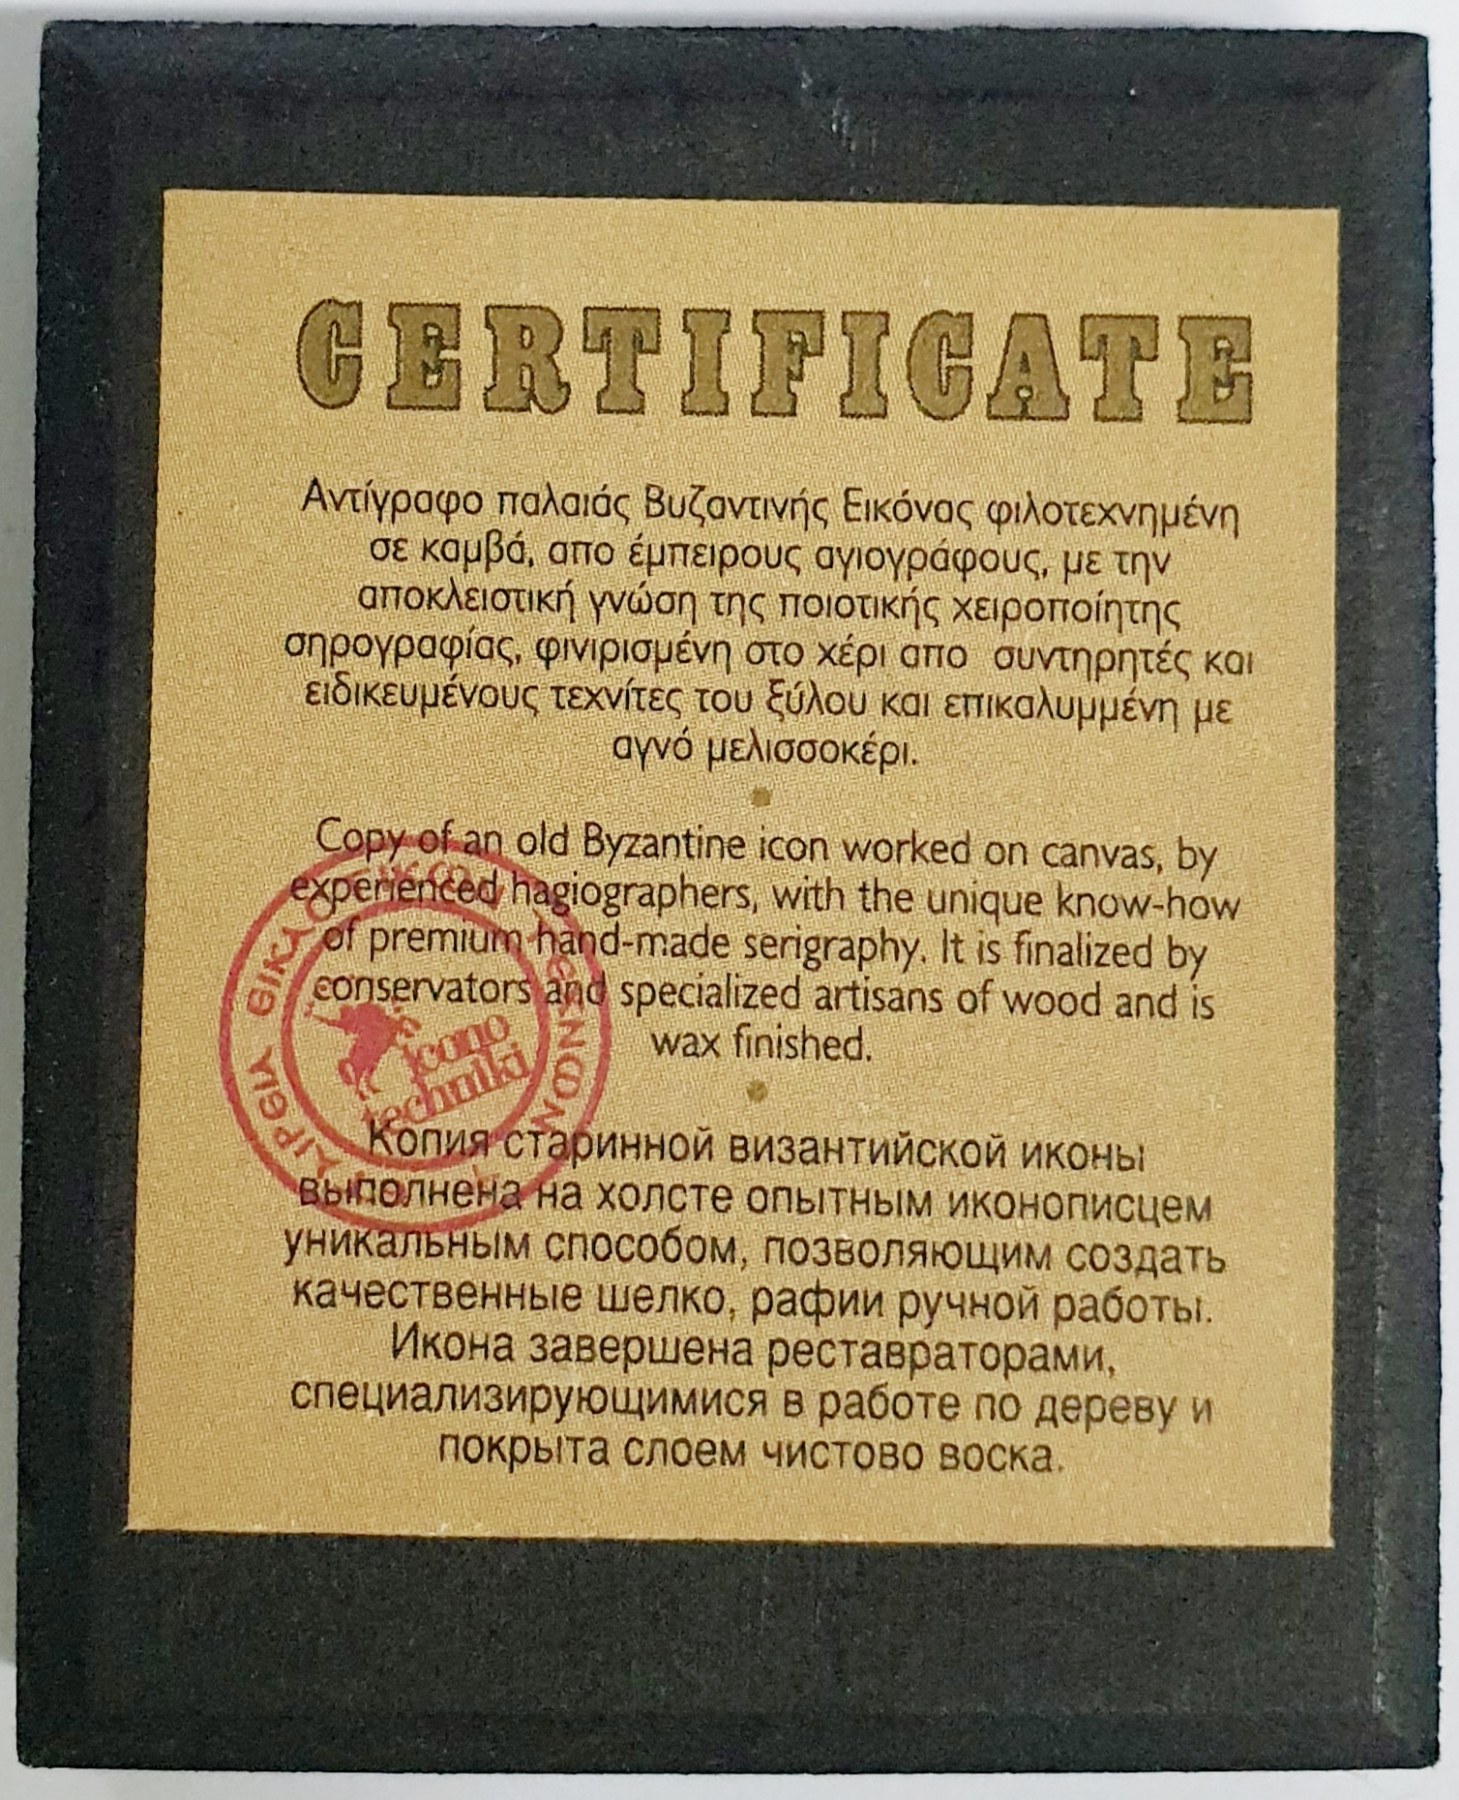 CERTIFICATE
Αντίγραφο παλαιάς Βυζαντινής Εικόνας φιλοτεχνημένη
σε καμβά, απο έμπειρους αγιογράφους, με την
αποκλειστική γνώση της ποιοτικής χειροποίητης
σηρογραφίας, φινιρισμένη στο χέρι απο συντηρητές και
ειδικευμένους τεχνίτες του ξύλου και επικαλυμμένη με
αγνό μελισσοκέρι.
Copy of an old Byzantine icon worked on canvas, by
experienced hagiographers, with the unique know-how
of premium hand-made serigraphy. It is finalized by
conservators and specialized artisans of wood and is
wax finished.
icono
techniki
Копия старинной византийской иконы
выполнена на холсте опытным иконописцем
уникальным способом, позволяющим создать
качественные шелко, рафии ручной работы.
Икона завершена реставраторами,
специализирующимися в работе по дереву и
покрыта слоем чистово воска.